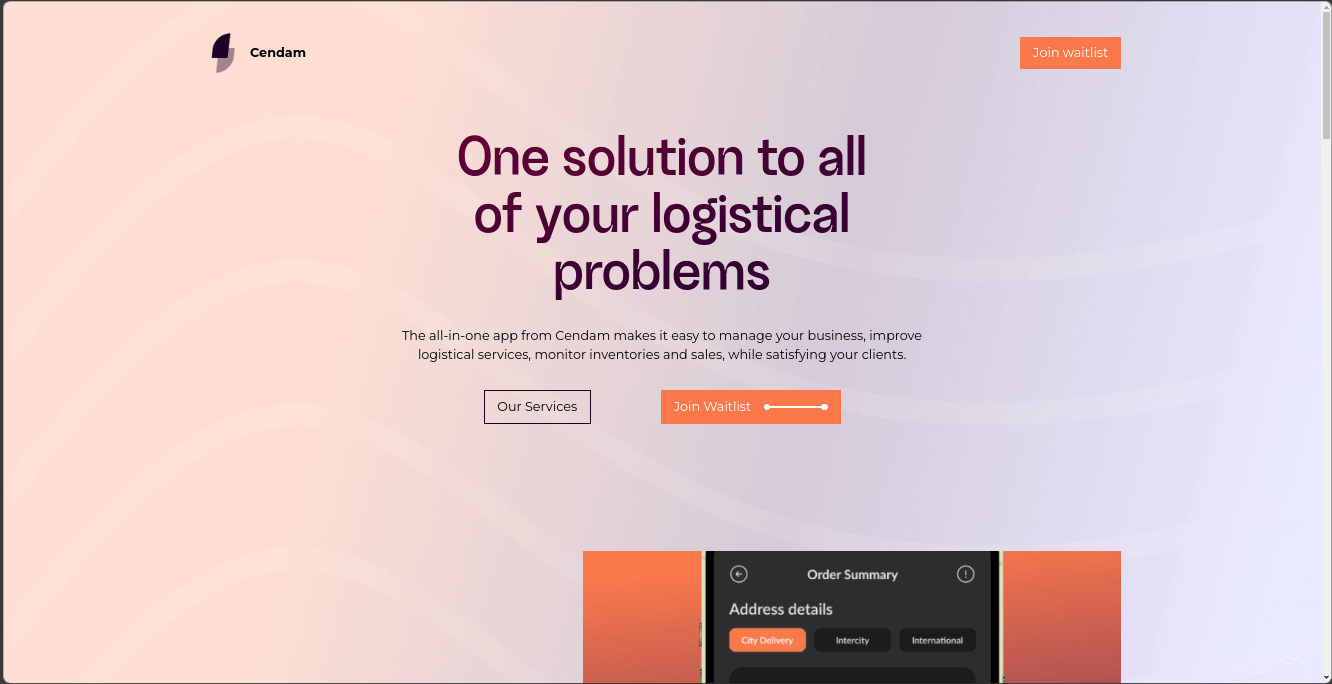 Cendam
Join waitlist
One solution to all
of your logistical
problems
The all-in-one app from Cendam makes it easy to manage your business, improve
logistical services, monitor inventories and sales, while satisfying your clients.
Our Services
Join Waitlist
Order Summary
Address details
City Delivery
Intercity
International